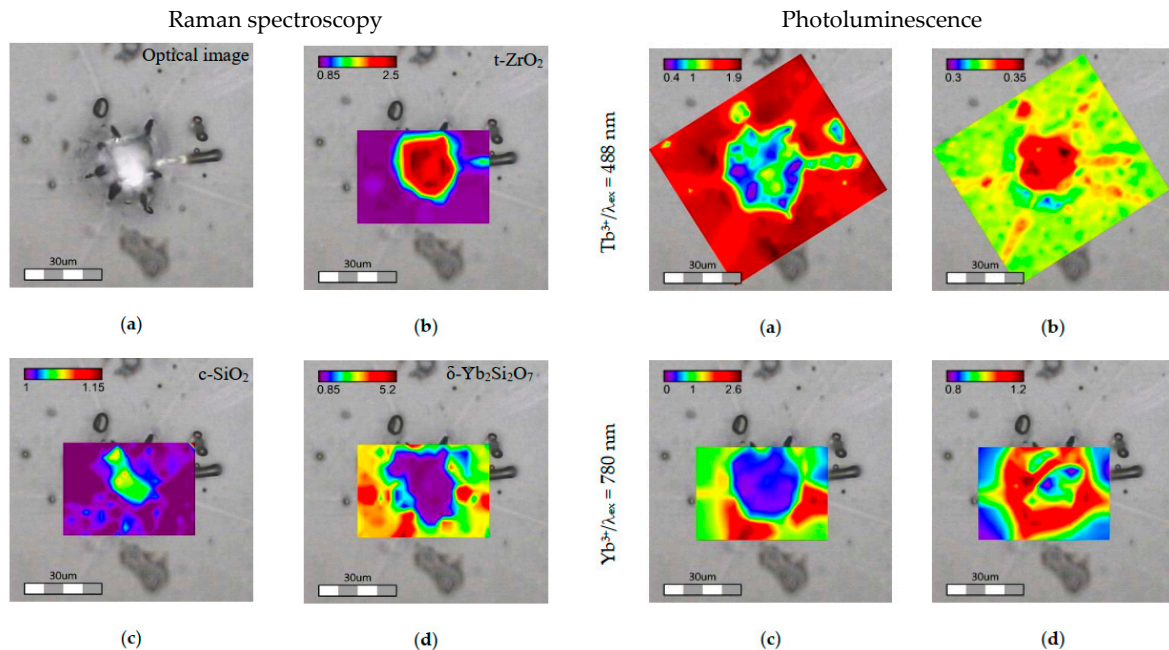 Raman spectroscopy
Photoluminescence
Optical image
30um
(a)
t-ZrO₂
0.85 2.5
30um
(b)
Tb³⁺/λₑₓ = 488 nm
0.4 1 1.9
30um
(a)
0.3 0.35
30um
(b)
c-SiO₂
1 1.15
30um
(c)
δ-Yb₂Si₂O₇
0.85 5.2
30um
(d)
Yb³⁺/λₑₓ = 780 nm
0 1 2.6
30um
(c)
0.8 1.2
30um
(d)